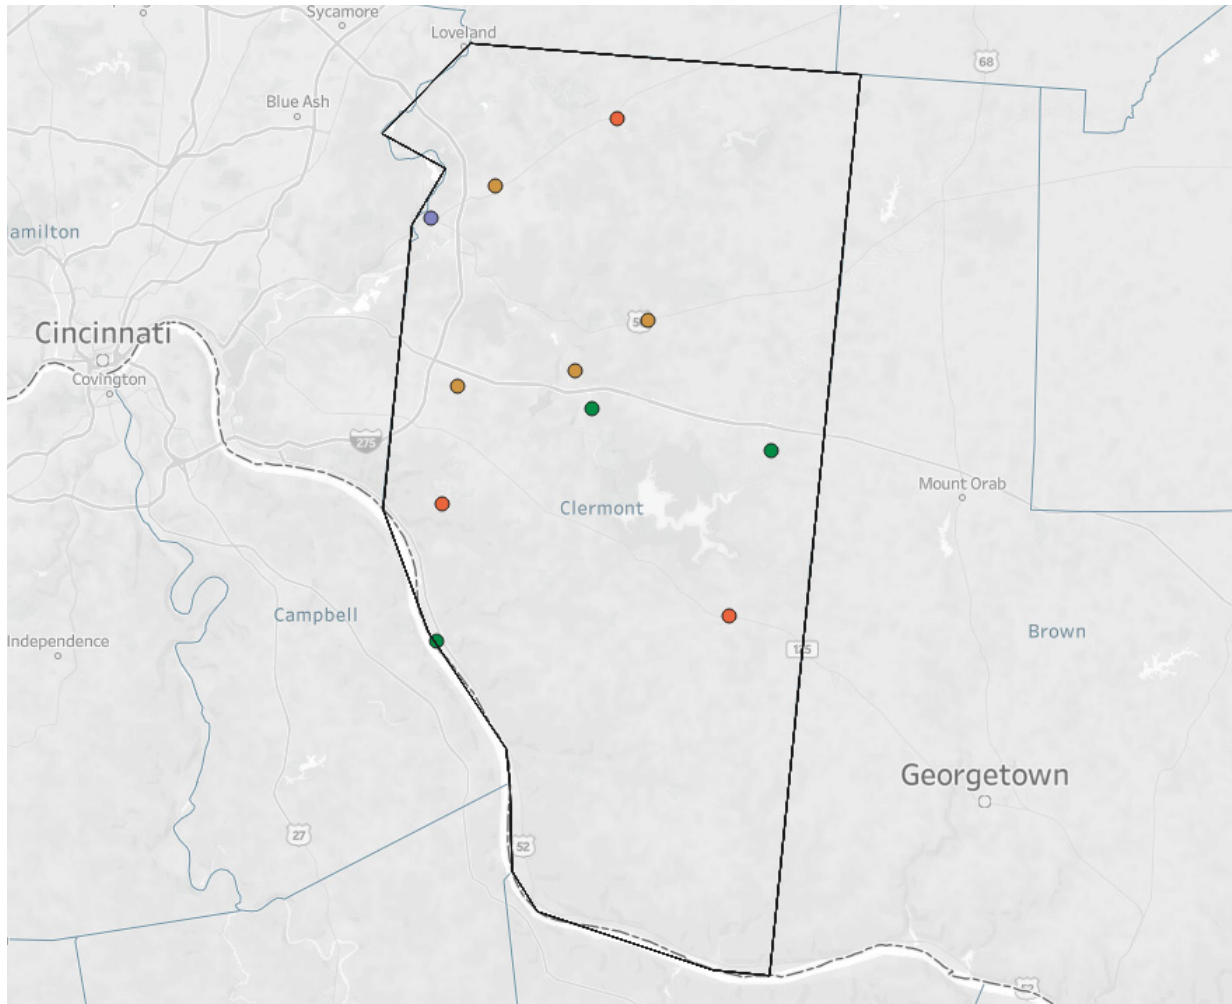 Sycamore
Loveland
68
Blue Ash
amilton
Cincinnati
Covington
275
Mount Orab
Clermont
Campbell
Brown
Independence
125
Georgetown
27
52